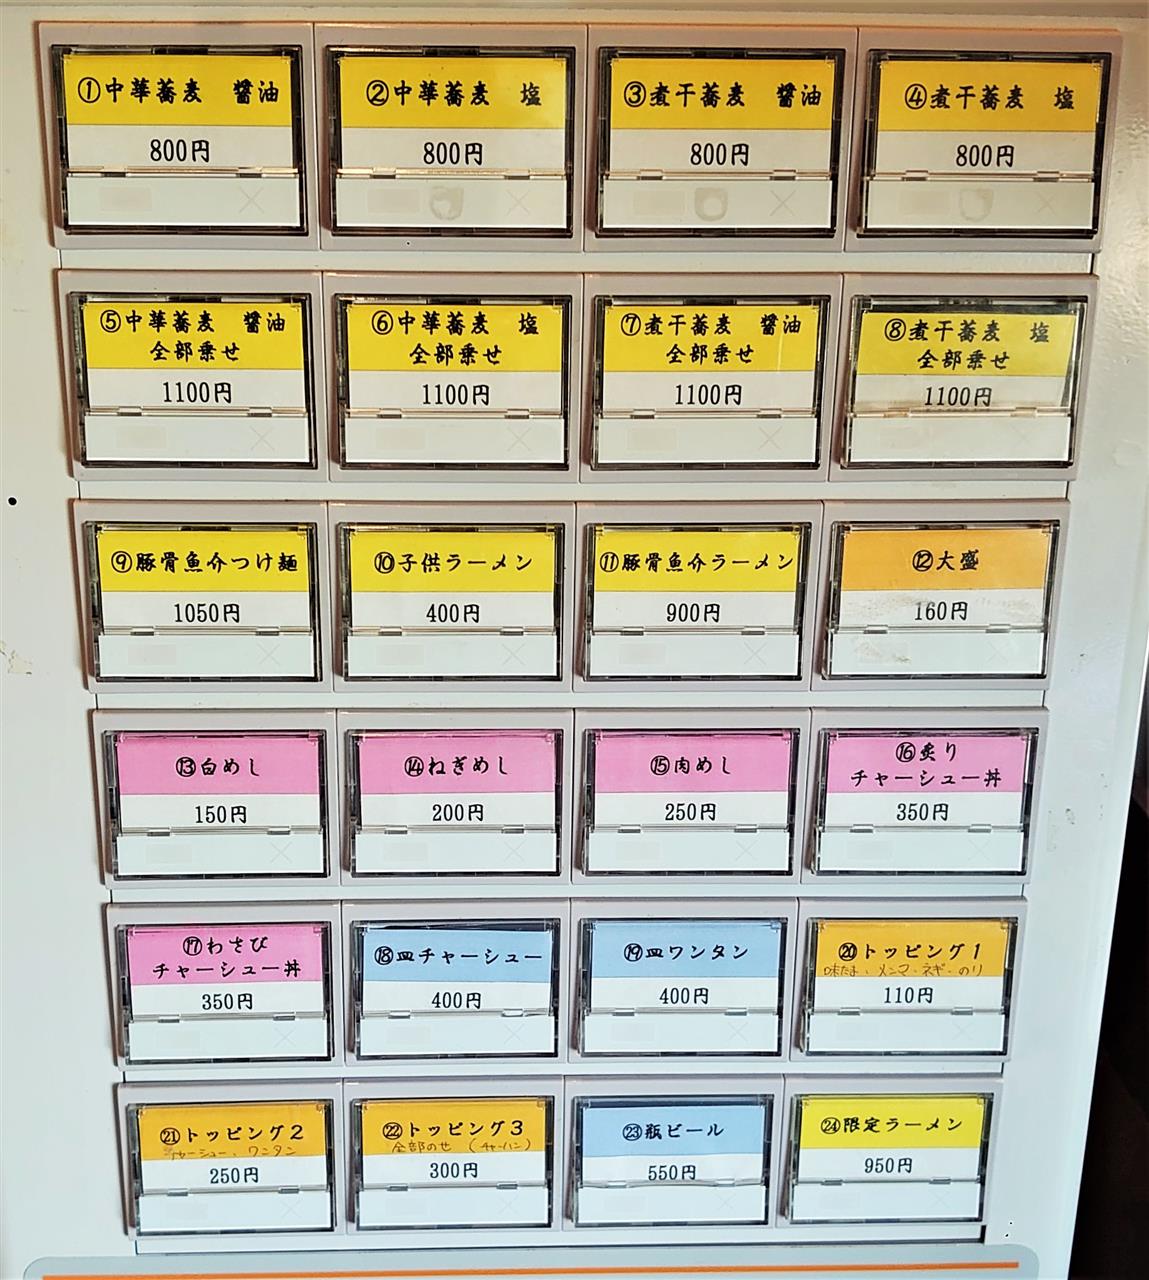 ①中華蕎麦 醤油
800円
②中華蕎麦 塩
800円
③煮干蕎麦 醤油
800円
④煮干蕎麦 塩
800円
⑤中華蕎麦 醤油
全部乗せ
1100円
⑥中華蕎麦 塩
全部乗せ
1100円
⑦煮干蕎麦 醤油
全部乗せ
1100円
⑧煮干蕎麦 塩
全部乗せ
1100円
⑨豚骨魚介つけ麺
1050円
⑩子供ラーメン
400円
⑪豚骨魚介ラーメン
900円
⑫大盛
160円
⑬白めし
150円
⑭ねぎめし
200円
⑮肉めし
250円
⑯炙り
チャーシュー丼
350円
⑰わさび
チャーシュー丼
350円
⑱皿チャーシュー
400円
⑲皿ワンタン
400円
⑳トッピング1
味たま・メンマ・ネギ・のり
110円
㉑トッピング2
チャーシュー、ワンタン
250円
㉒トッピング3
全部のせ (チャーハン)
300円
㉓瓶ビール
550円
㉔限定ラーメン
950円